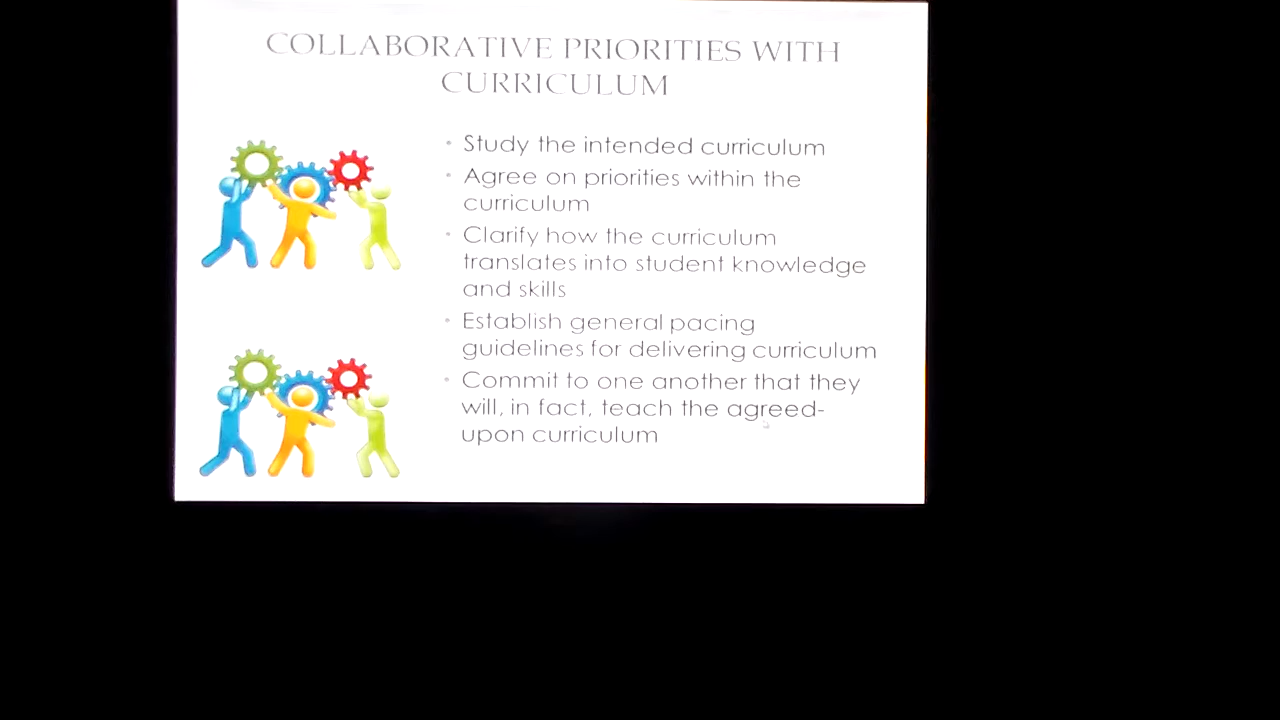 COLLABORATIVE PRIORITIES WITH
CURRICULUM
• Study the intended curriculum
• Agree on priorities within the
curriculum
• Clarify how the curriculum
translates into student knowledge
and skills
• Establish general pacing
guidelines for delivering curriculum
• Commit to one another that they
will, in fact, teach the agreed-
upon curriculum